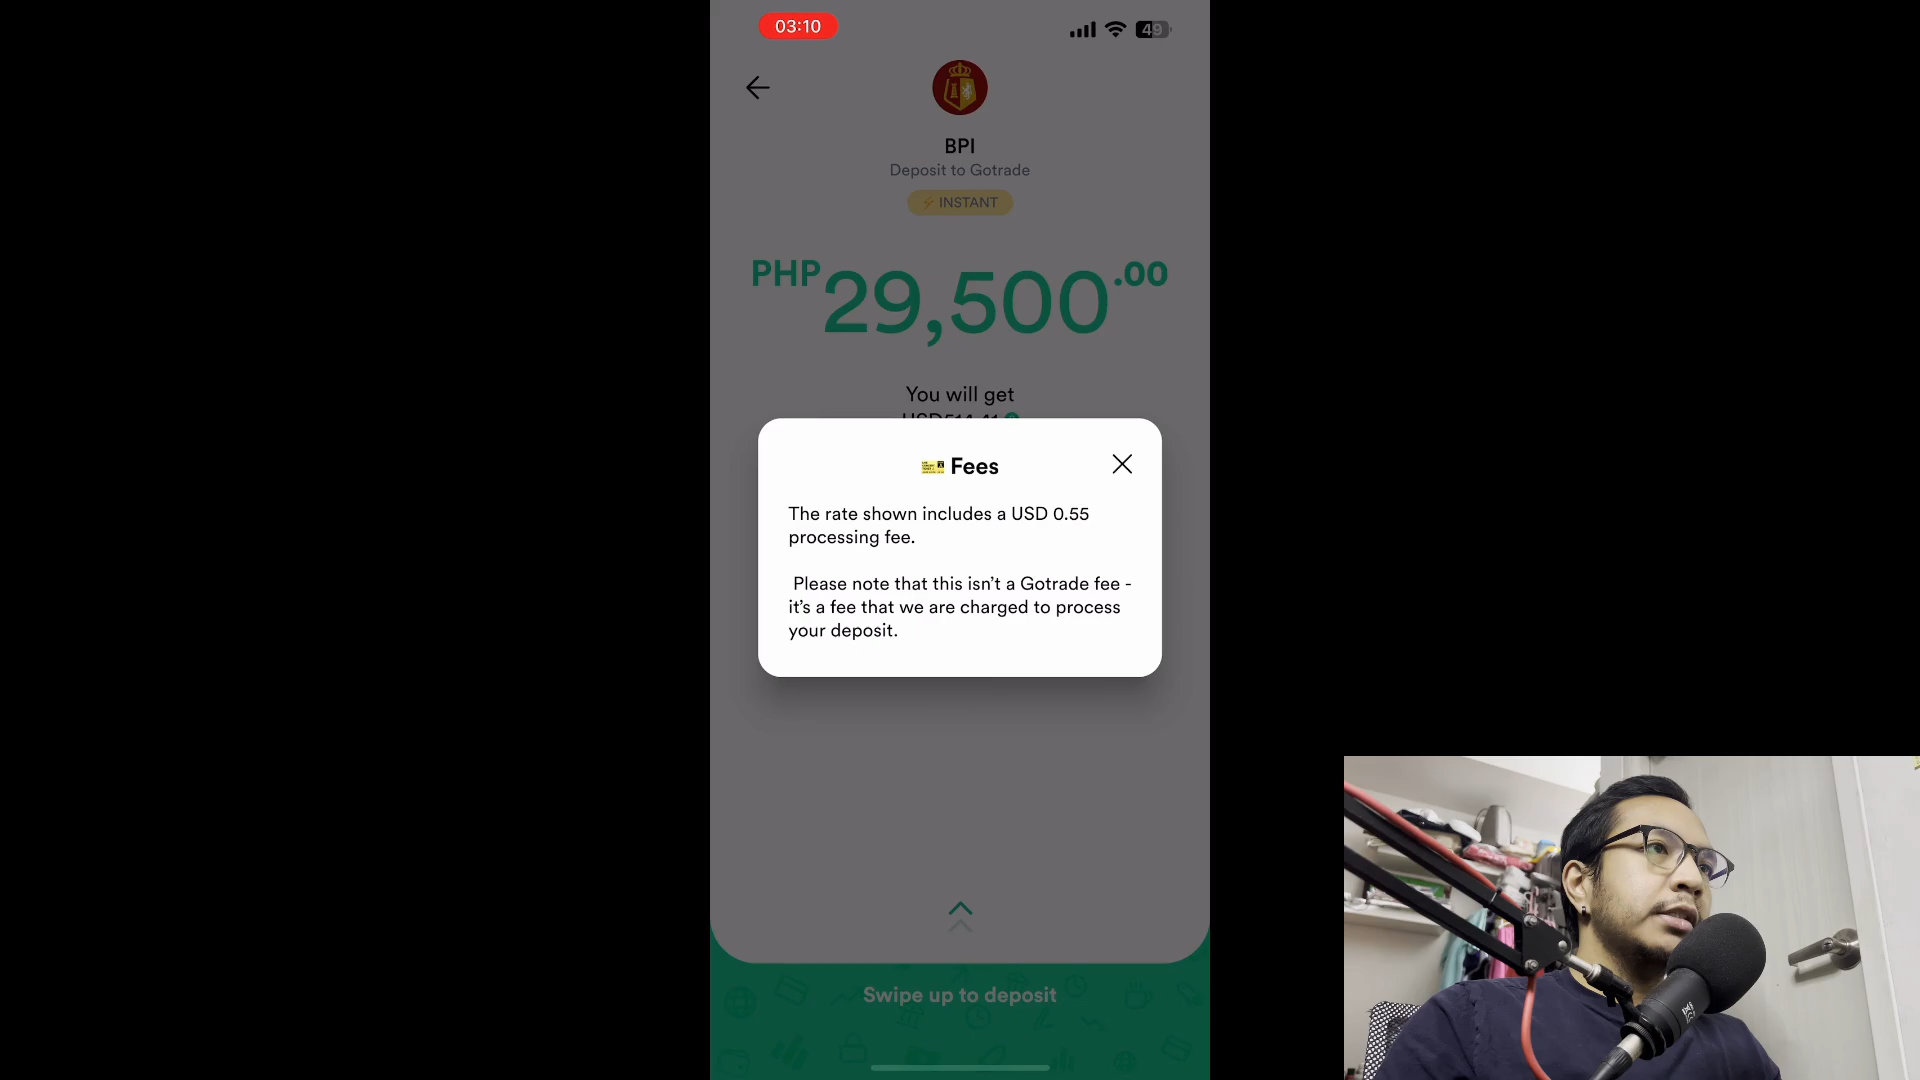 03:10
49
BPI
Deposit to Gotrade
INSTANT
PHP 29,500.00
You will get
Fees
The rate shown includes a USD 0.55
processing fee.
Please note that this isn't a Gotrade fee -
it's a fee that we are charged to process
your deposit.
Swipe up to deposit